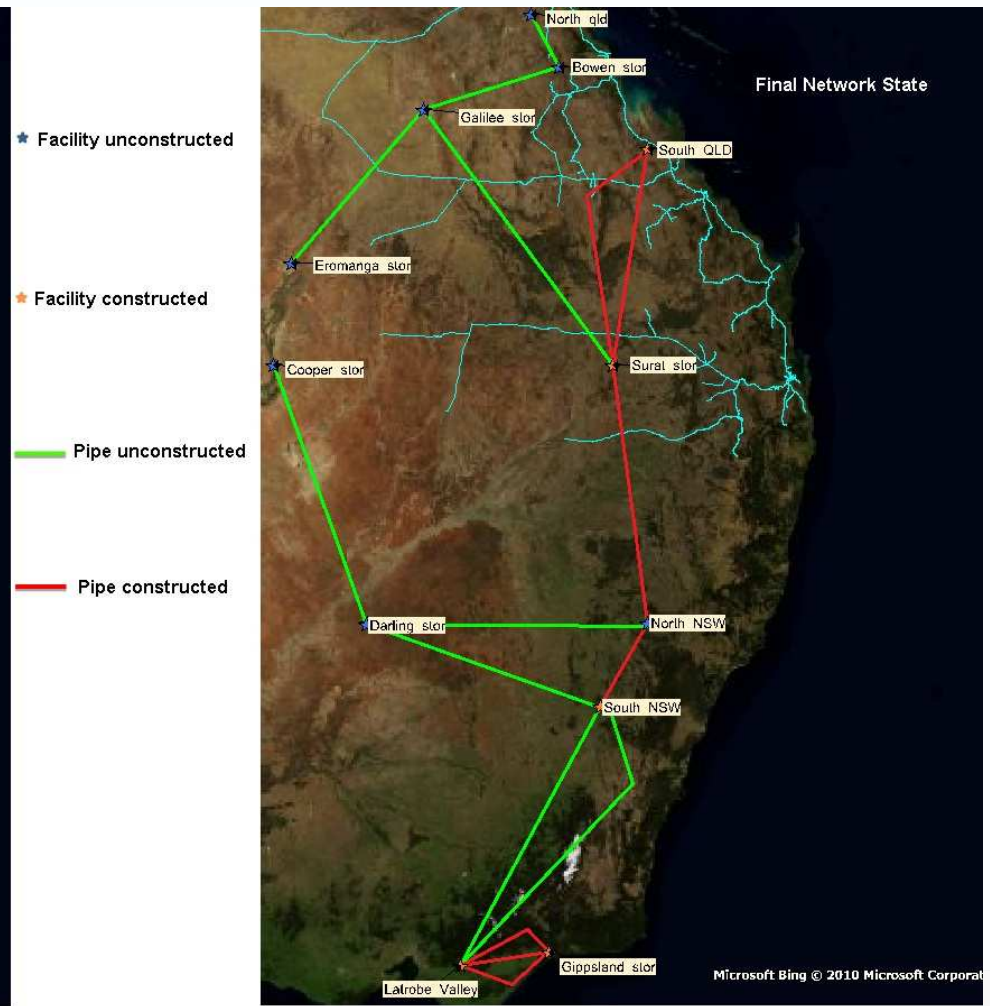 North qld
Bowen stor
Final Network State
Galilee stor
Facility unconstructed
South QLD
Eromanga stor
Facility constructed
Cooper stor
Surat stor
Pipe unconstructed
Pipe constructed
Darling stor
North NSW
South NSW
Gippsland stor
Latrobe Valley
Microsoft Bing © 2010 Microsoft Corporat